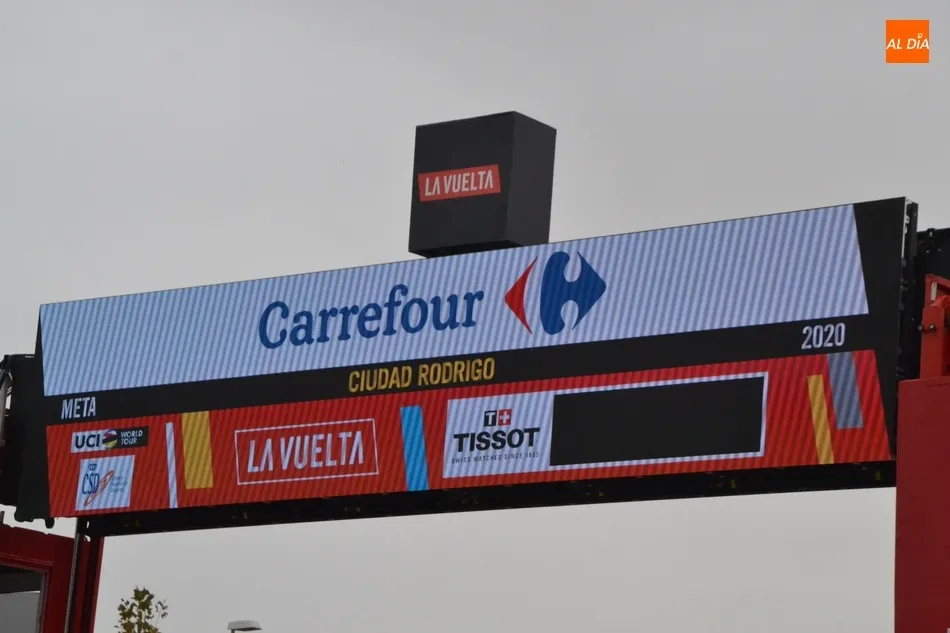 AL DÍA
LA VUELTA
Carrefour
2020
CIUDAD RODRIGO
META
UCI WORLD TOUR
LA VUELTA
T+
TISSOT
SWISS WATCHES SINCE 1853
CSD